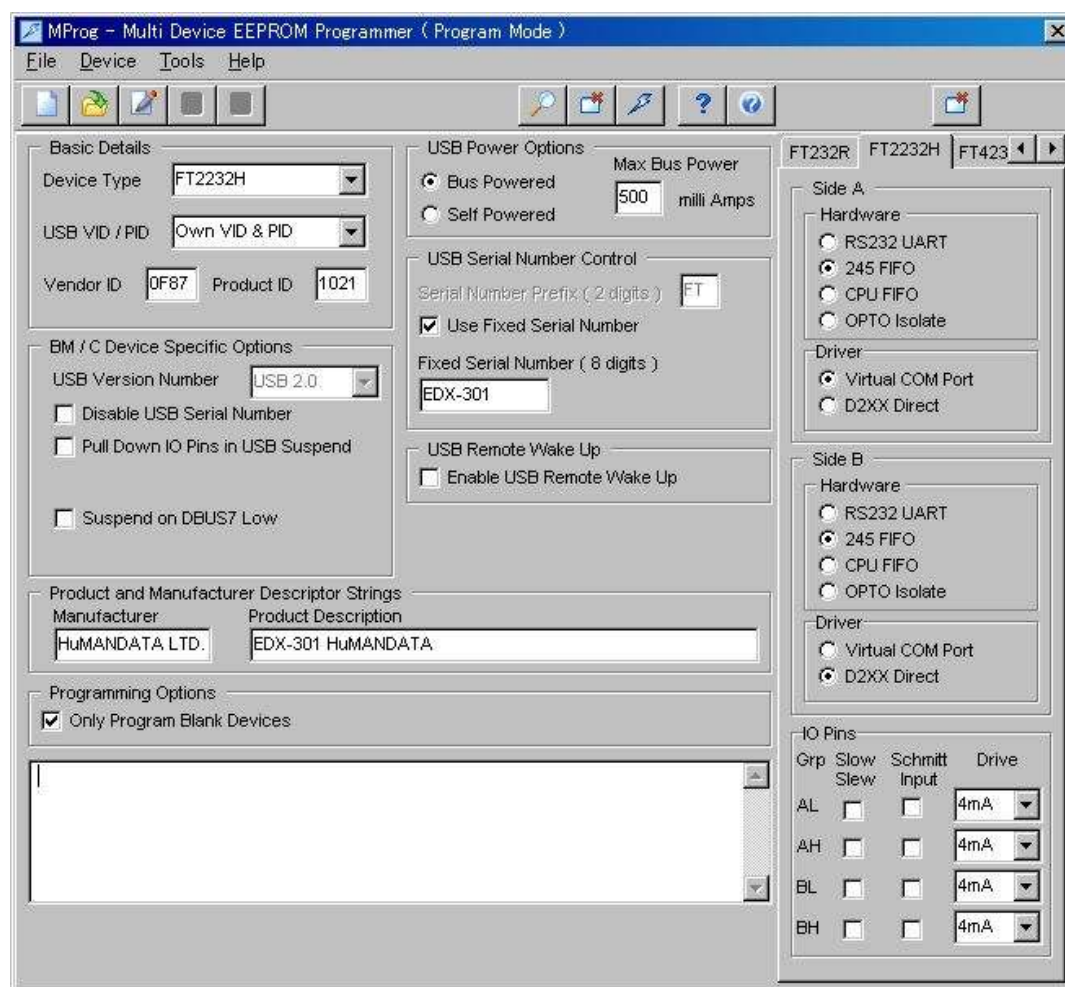 MProg - Multi Device EEPROM Programmer ( Program Mode )
File Device Tools Help
Basic Details
Device Type FT2232H
USB VID / PID Own VID & PID
Vendor ID 0F87 Product ID 1021
BM / C Device Specific Options
USB Version Number USB 2.0
Disable USB Serial Number
Pull Down IO Pins in USB Suspend
Suspend on DBUS7 Low
USB Power Options
Bus Powered
Self Powered
Max Bus Power
500 milli Amps
USB Serial Number Control
Serial Number Prefix ( 2 digits ) FT
Use Fixed Serial Number
Fixed Serial Number ( 8 digits )
EDX-301
USB Remote Wake Up
Enable USB Remote Wake Up
Product and Manufacturer Descriptor Strings
Manufacturer Product Description
HuMANDATA LTD. EDX-301 HuMANDATA
Programming Options
Only Program Blank Devices
FT232R FT2232H FT423
Side A
Hardware
RS232 UART
245 FIFO
CPU FIFO
OPTO Isolate
Driver
Virtual COM Port
D2XX Direct
Side B
Hardware
RS232 UART
245 FIFO
CPU FIFO
OPTO Isolate
Driver
Virtual COM Port
D2XX Direct
IO Pins
Grp Slow Slew Schmitt Input Drive
AL 4mA
AH 4mA
BL 4mA
BH 4mA